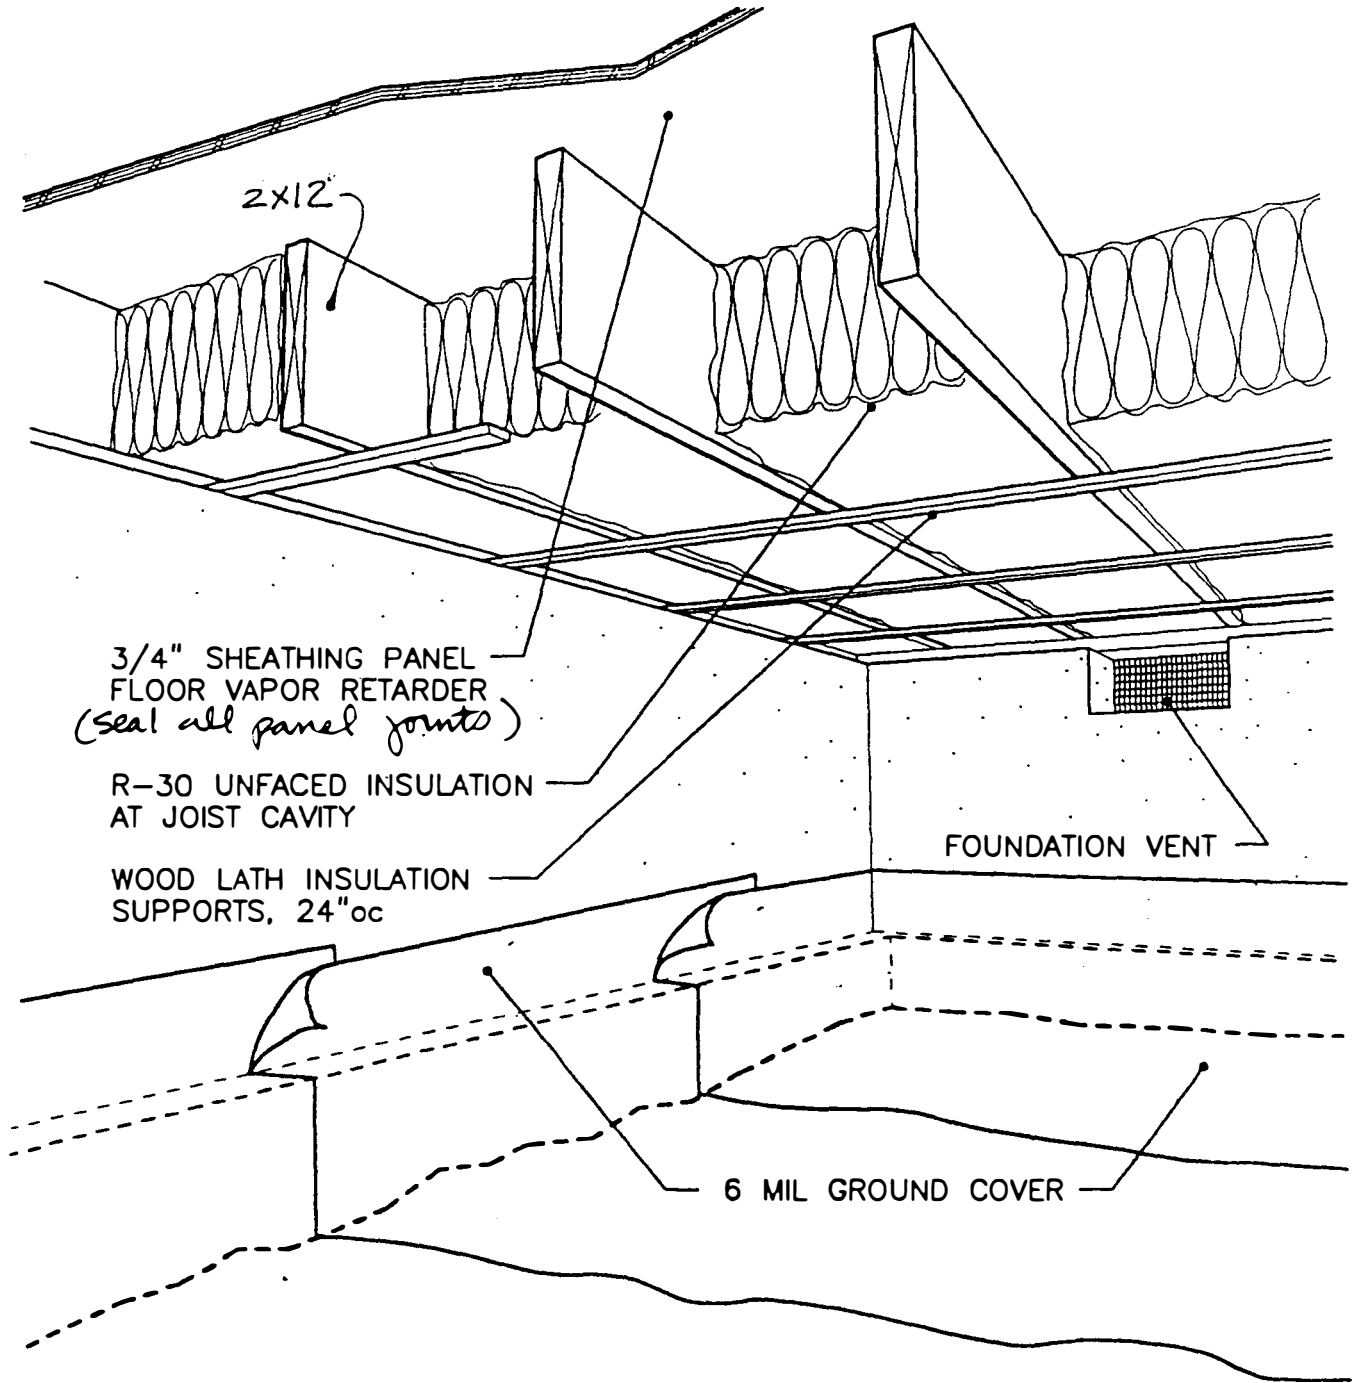 2X12
3/4" SHEATHING PANEL
FLOOR VAPOR RETARDER
(seal all panel joints)
R-30 UNFACED INSULATION
AT JOIST CAVITY
WOOD LATH INSULATION
SUPPORTS, 24"oc
FOUNDATION VENT
6 MIL GROUND COVER